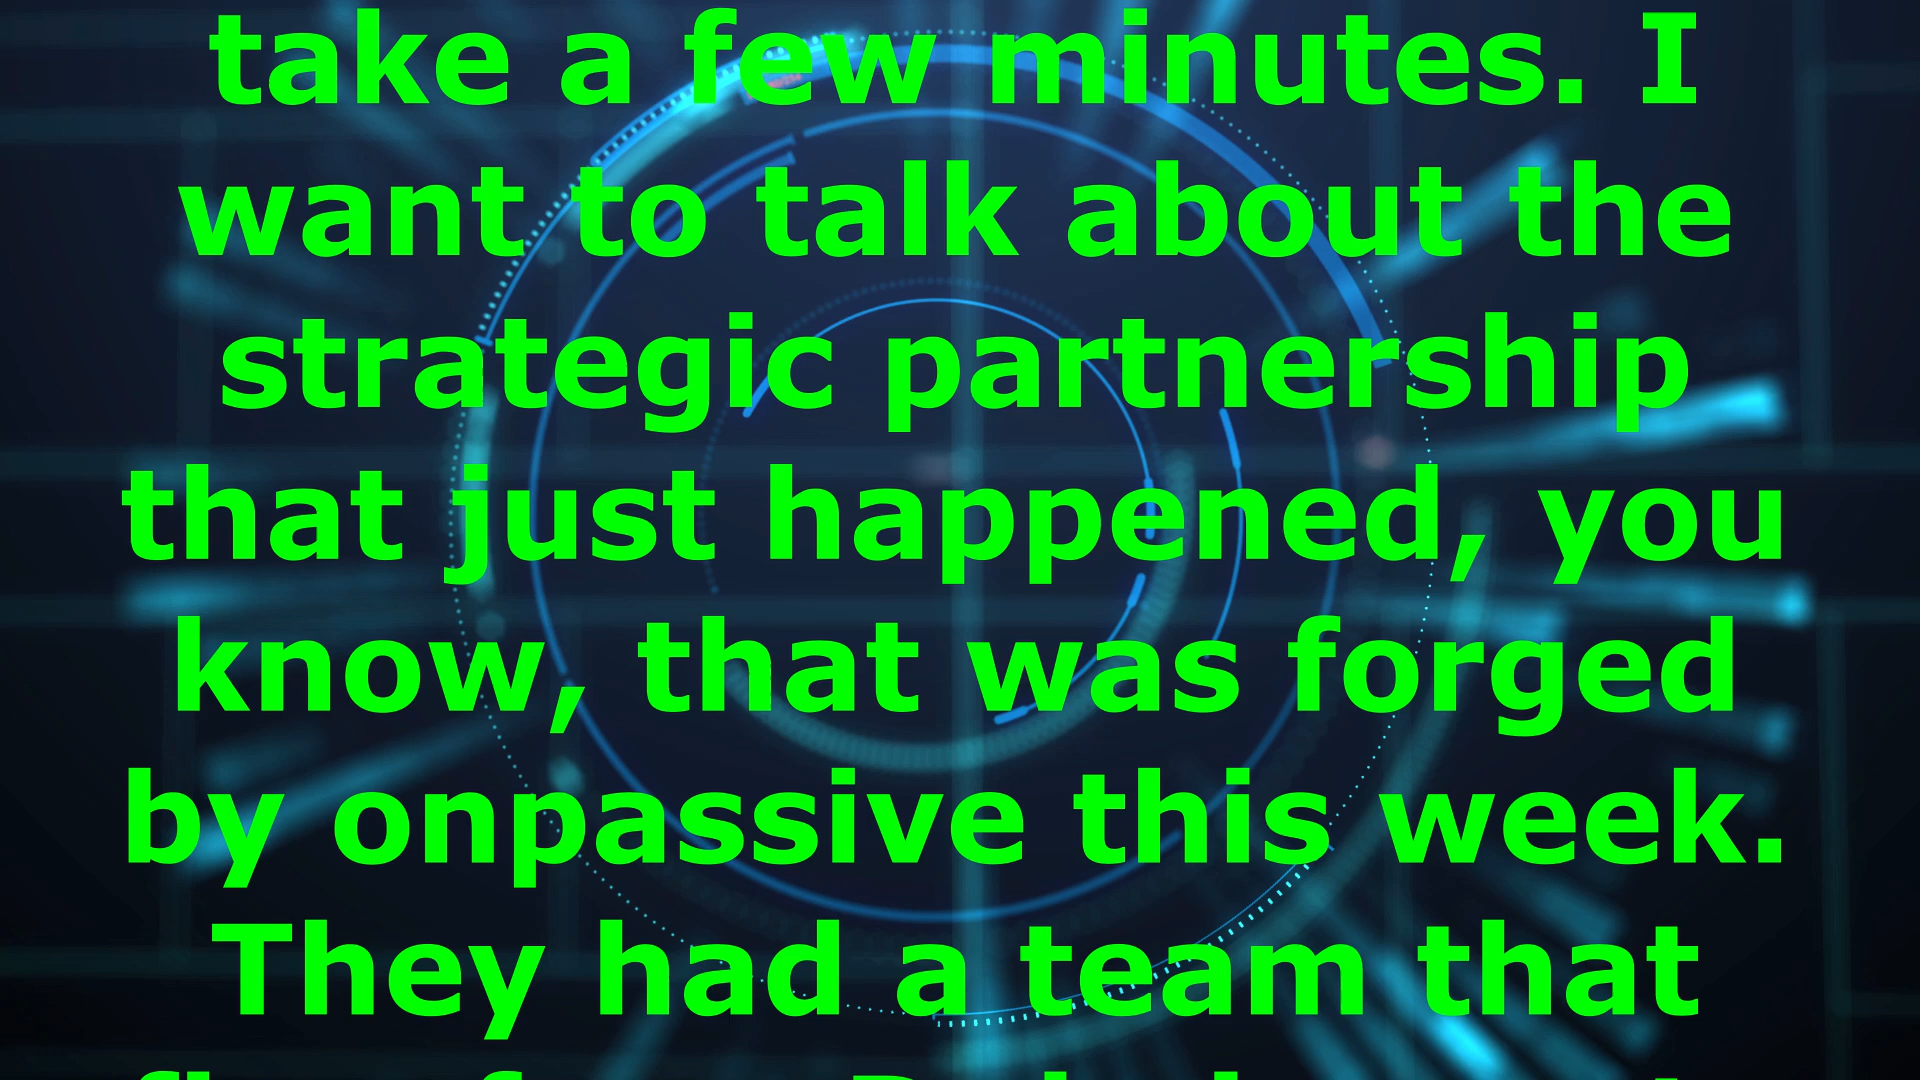 take a few minutes. I
want to talk about the
strategic partnership
that just happened, you
know, that was forged
by onpassive this week.
They had a team that